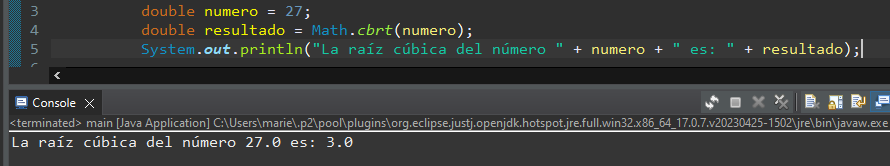 3 double numero = 27;
4 double resultado = Math.cbrt(numero);
5 System.out.println("La raíz cúbica del número " + numero + " es: " + resultado);
Console
<terminated> main [Java Application] C:\Users\marie\.p2\pool\plugins\org.eclipse.justj.openjdk.hotspot.jre.full.win32.x86_64_17.0.7.v20230425-1502\jre\bin\javaw.exe
La raíz cúbica del número 27.0 es: 3.0